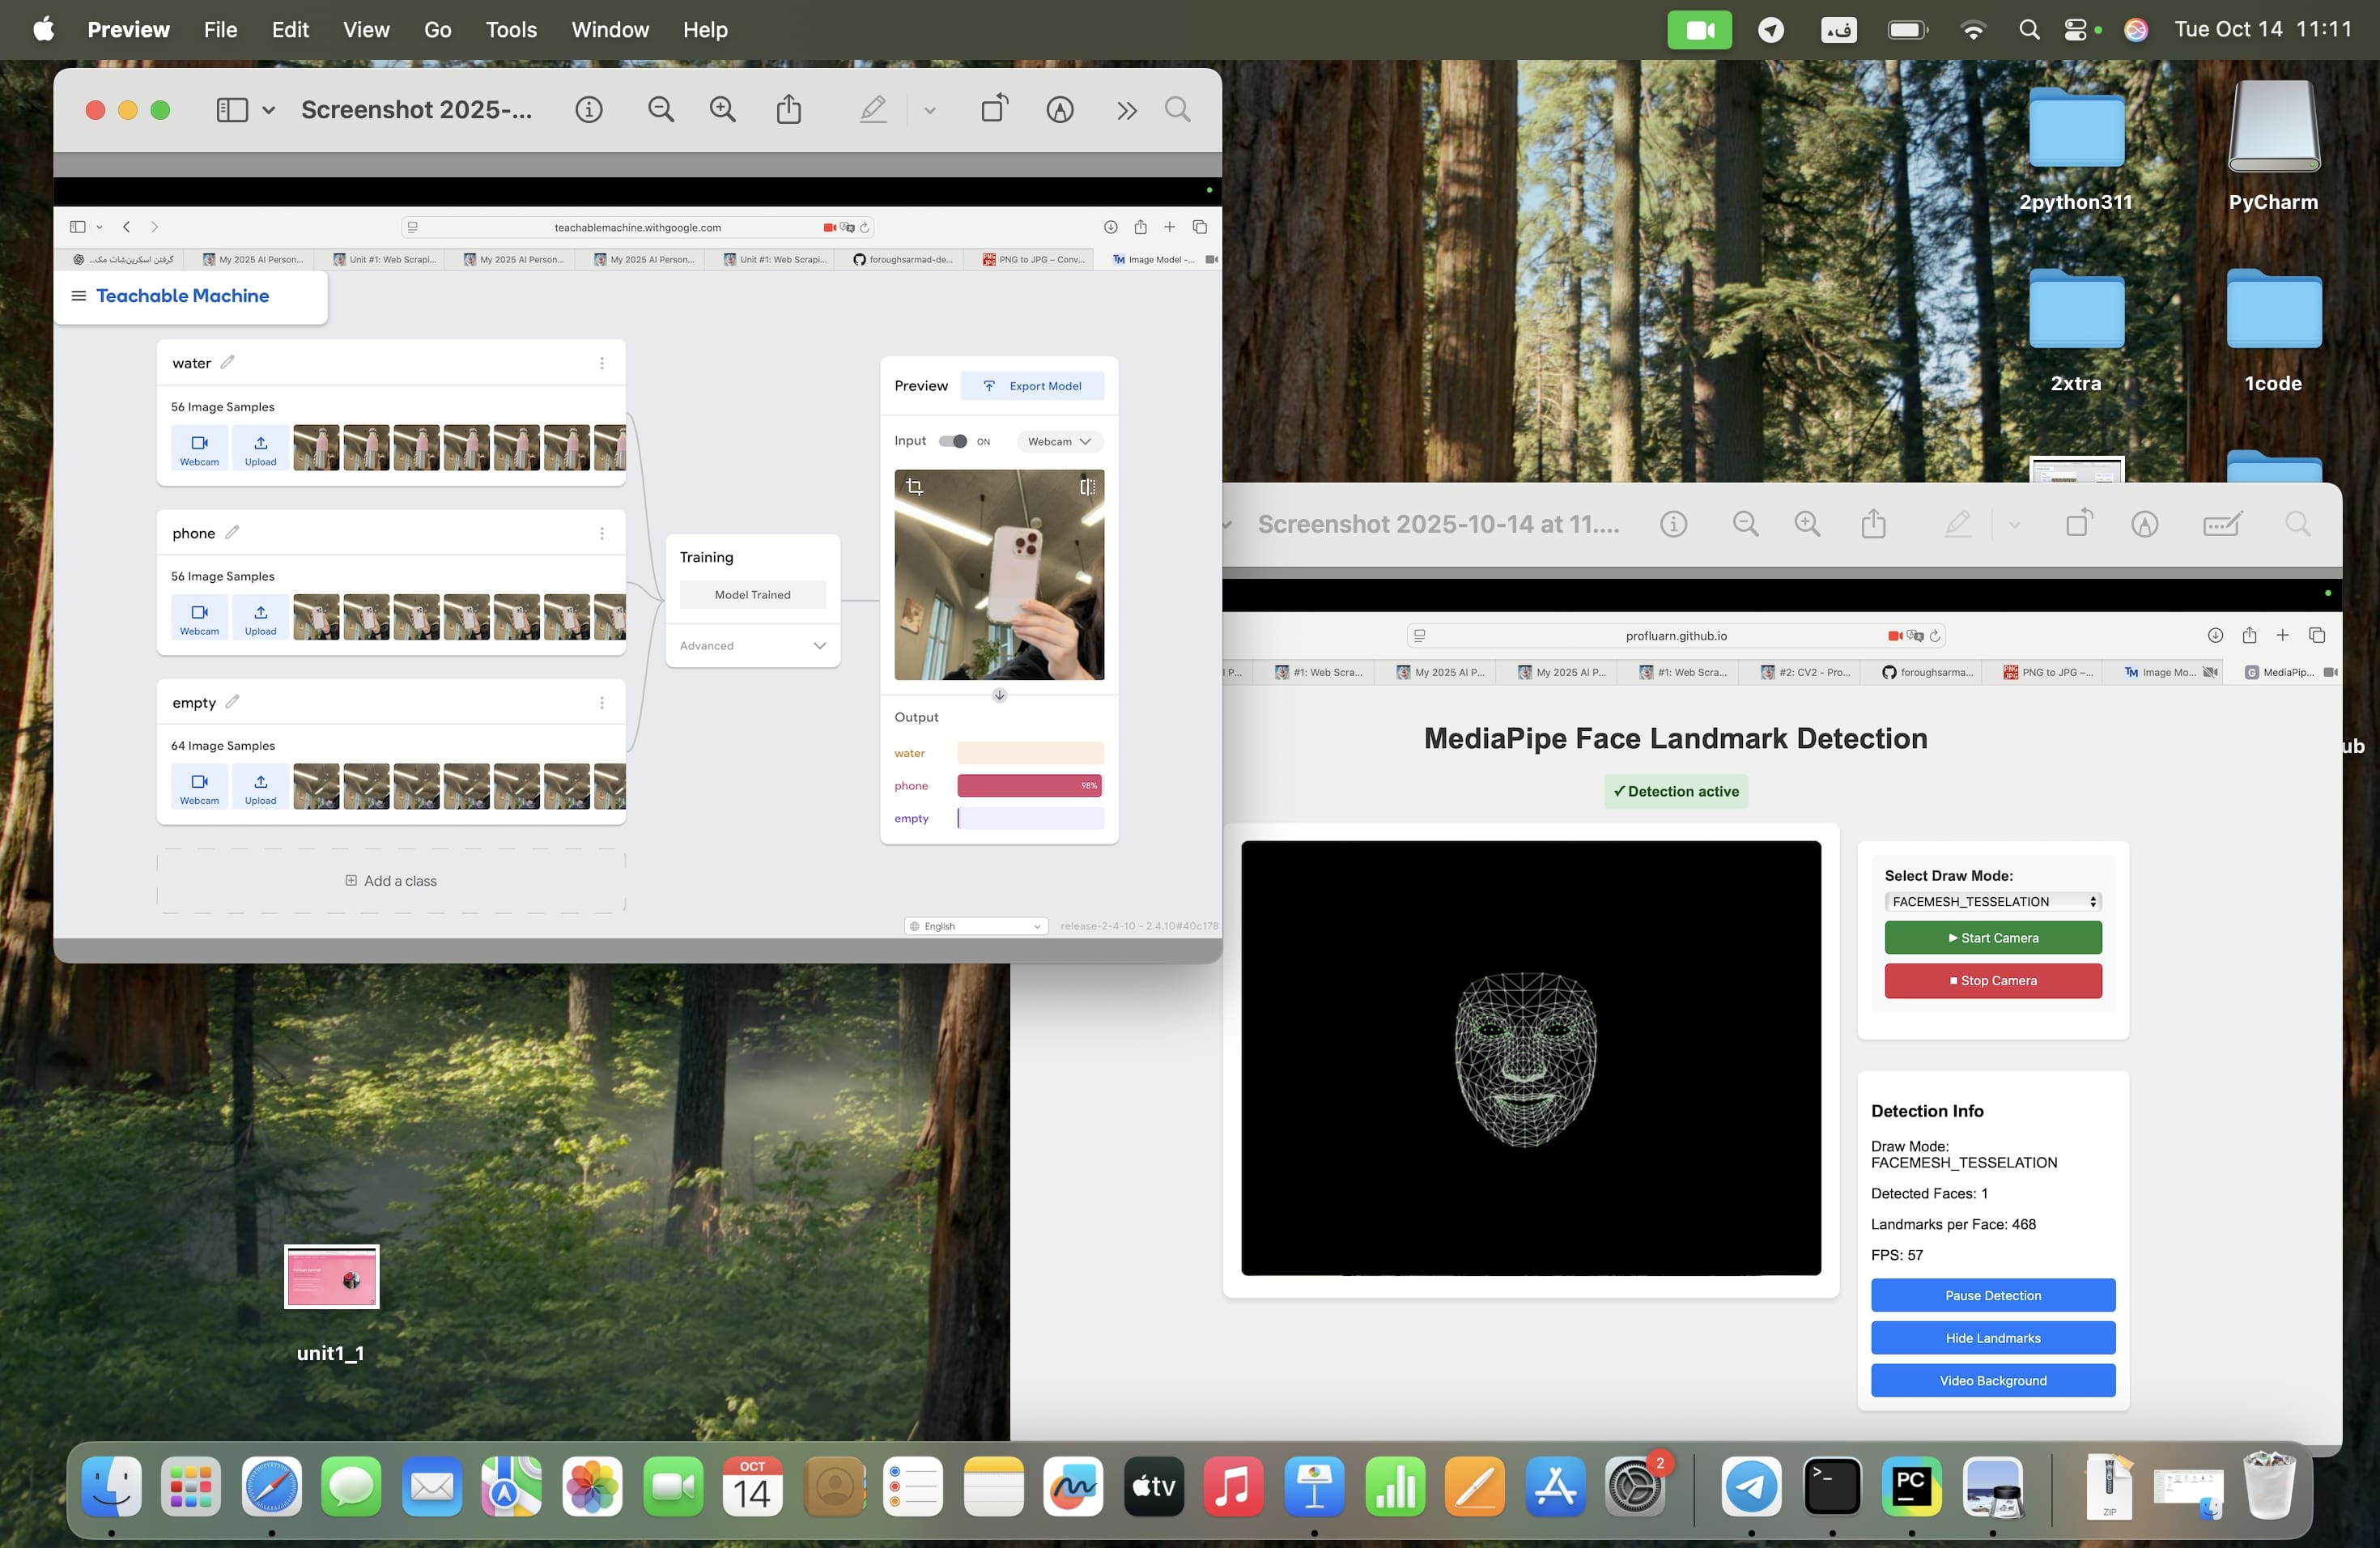 Preview File Edit View Go Tools Window Help
Tue Oct 14 11:11
Screenshot 2025-...
teachablemachine.withgoogle.com
گرفتن اسکرین‌شات مک...
My 2025 AI Person...
Unit #1: Web Scrapi...
My 2025 AI Person...
My 2025 AI Person...
Unit #1: Web Scrapi...
foroughsarmad-de...
PNG to JPG – Conv...
Image Model -...
Teachable Machine
water
56 Image Samples
Webcam
Upload
phone
56 Image Samples
Webcam
Upload
empty
64 Image Samples
Webcam
Upload
Add a class
Training
Model Trained
Advanced
Preview
Export Model
Input ON
Webcam
Output
water
phone 98%
empty
English
release-2-4-10 - 2.4.10#40c178
2python311
PyCharm
2xtra
1code
Screenshot 2025-10-14 at 11....
profluarn.github.io
l P...
#1: Web Scra...
My 2025 AI P...
My 2025 AI P...
#1: Web Scra...
#2: CV2 - Pro...
foroughsarma...
PNG to JPG –...
Image Mo...
MediaPip...
ub
MediaPipe Face Landmark Detection
✓ Detection active
Select Draw Mode:
FACEMESH_TESSELATION
▶ Start Camera
■ Stop Camera
Detection Info
Draw Mode:
FACEMESH_TESSELATION
Detected Faces: 1
Landmarks per Face: 468
FPS: 57
Pause Detection
Hide Landmarks
Video Background
unit1_1
OCT
14
tv
2
>_
PC
ZIP